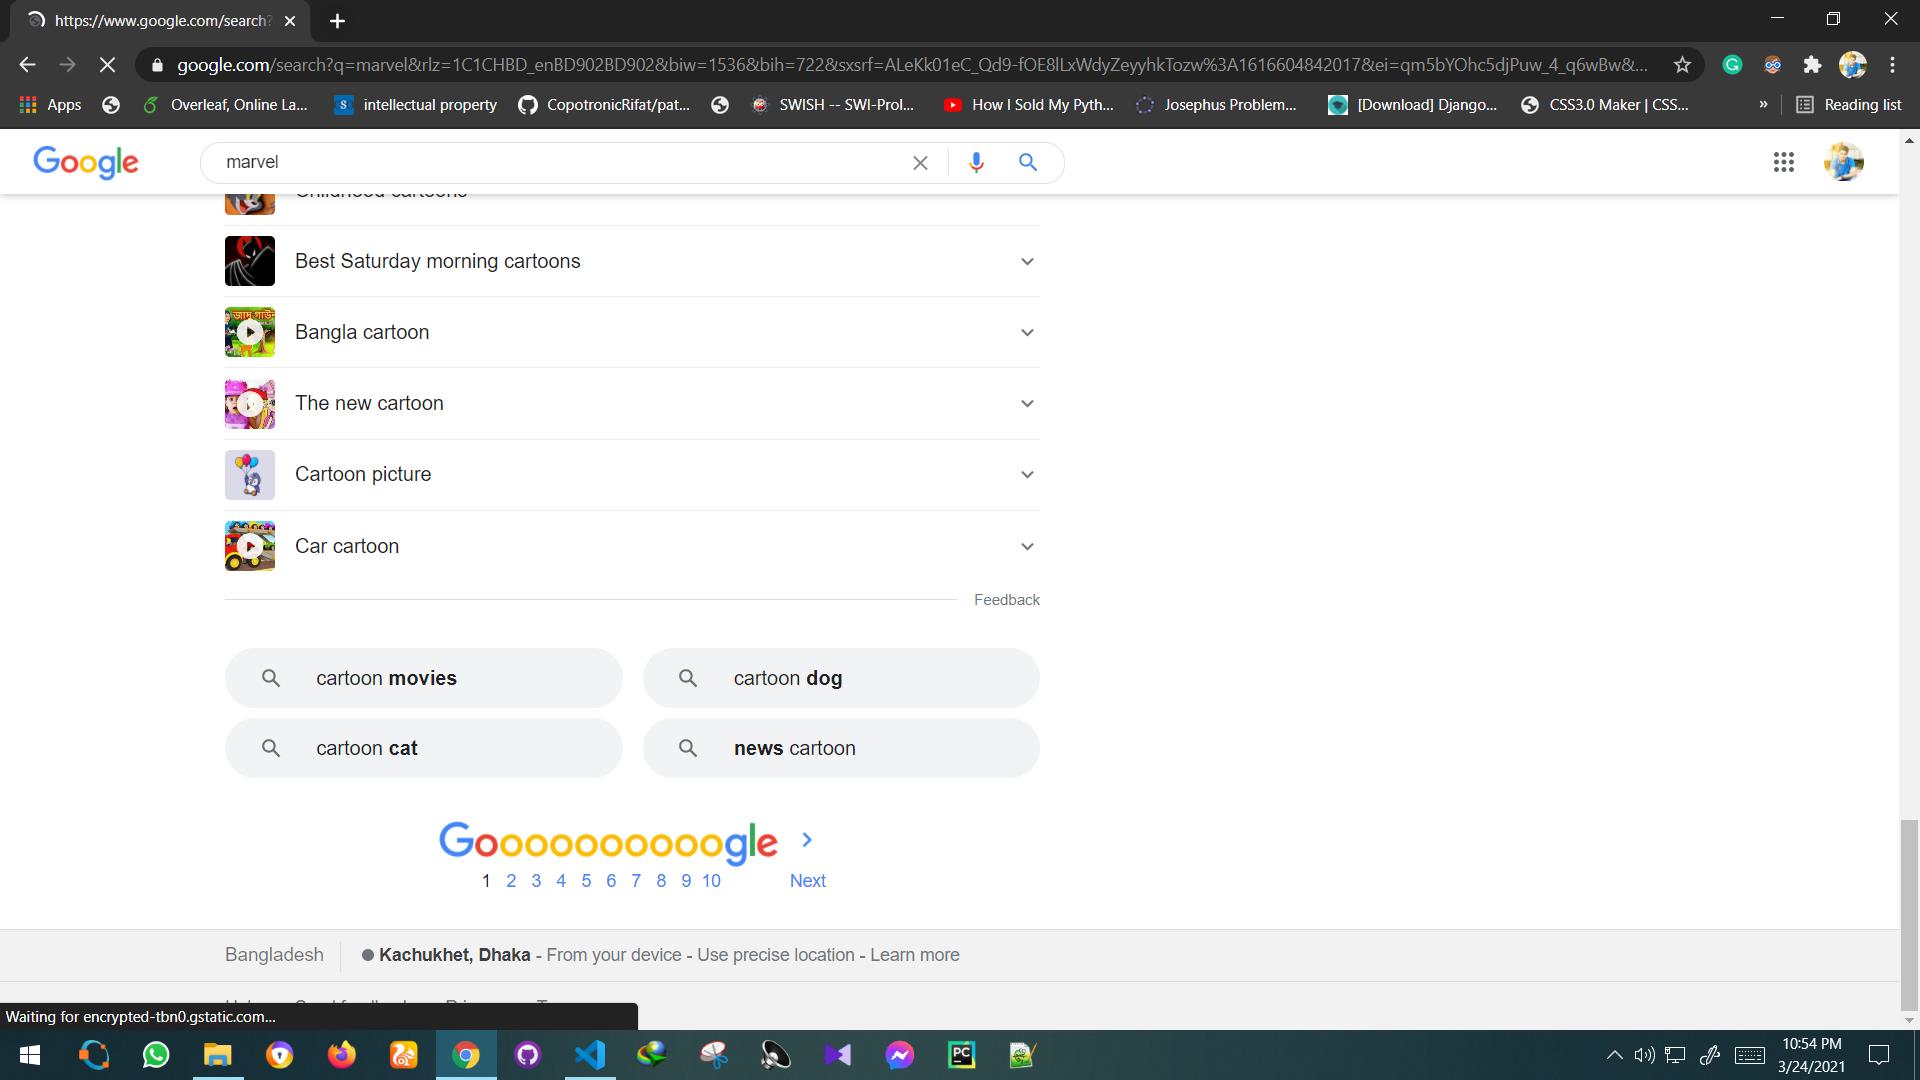 https://www.google.com/search?
google.com/search?q=marvel&rlz=1C1CHBD_enBD902BD902&biw=1536&bih=722&sxsrf=ALeKk01eC_Qd9-fOE8lLxWdyZeyyhkTozw%3A1616604842017&ei=qm5bYOhc5djPuw_4_q6wBw&...
Apps Overleaf, Online La... intellectual property CopotronicRifat/pat... SWISH -- SWI-Prol... How I Sold My Pyth... Josephus Problem... [Download] Django... CSS3.0 Maker | CSS... » Reading list
Google marvel
Childhood cartoons
Best Saturday morning cartoons
Bangla cartoon
The new cartoon
Cartoon picture
Car cartoon
Feedback
cartoon movies cartoon dog
cartoon cat news cartoon
Goooooooooogle
1 2 3 4 5 6 7 8 9 10 Next
Bangladesh Kachukhet, Dhaka - From your device - Use precise location - Learn more
Waiting for encrypted-tbn0.gstatic.com...
10:54 PM
3/24/2021